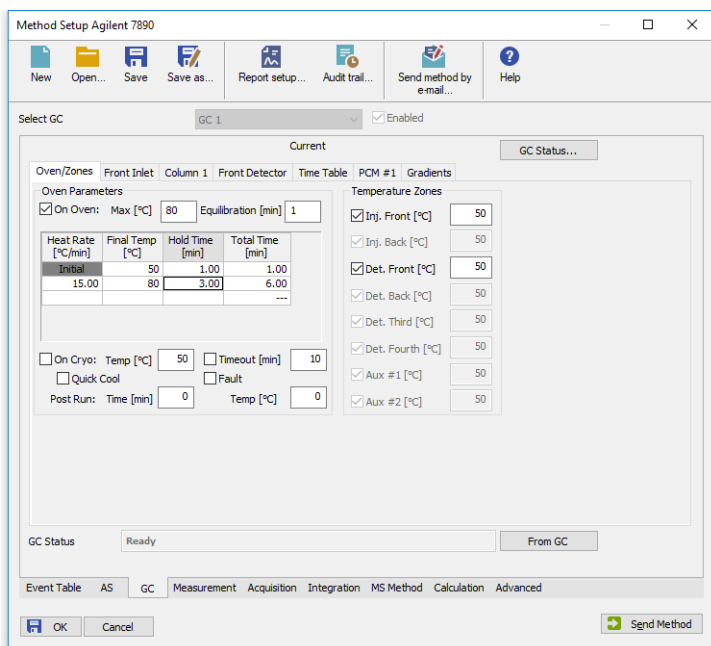 Method Setup Agilent 7890
New Open... Save Save as... Report setup... Audit trail... Send method by e-mail... Help
Select GC GC 1 Enabled
Current GC Status...
Oven/Zones Front Inlet Column 1 Front Detector Time Table PCM #1 Gradients
Oven Parameters
On Oven: Max [°C] 80 Equilibration [min] 1
Heat Rate [°C/min] Final Temp [°C] Hold Time [min] Total Time [min]
Initial 50 1.00 1.00
15.00 80 3.00 6.00
---
On Cryo: Temp [°C] 50 Timeout [min] 10
Quick Cool Fault
Post Run: Time [min] 0 Temp [°C] 0
Temperature Zones
Inj. Front [°C] 50
Inj. Back [°C] 50
Det. Front [°C] 50
Det. Back [°C] 50
Det. Third [°C] 50
Det. Fourth [°C] 50
Aux #1 [°C] 50
Aux #2 [°C] 50
GC Status Ready From GC
Event Table AS GC Measurement Acquisition Integration MS Method Calculation Advanced
OK Cancel Send Method